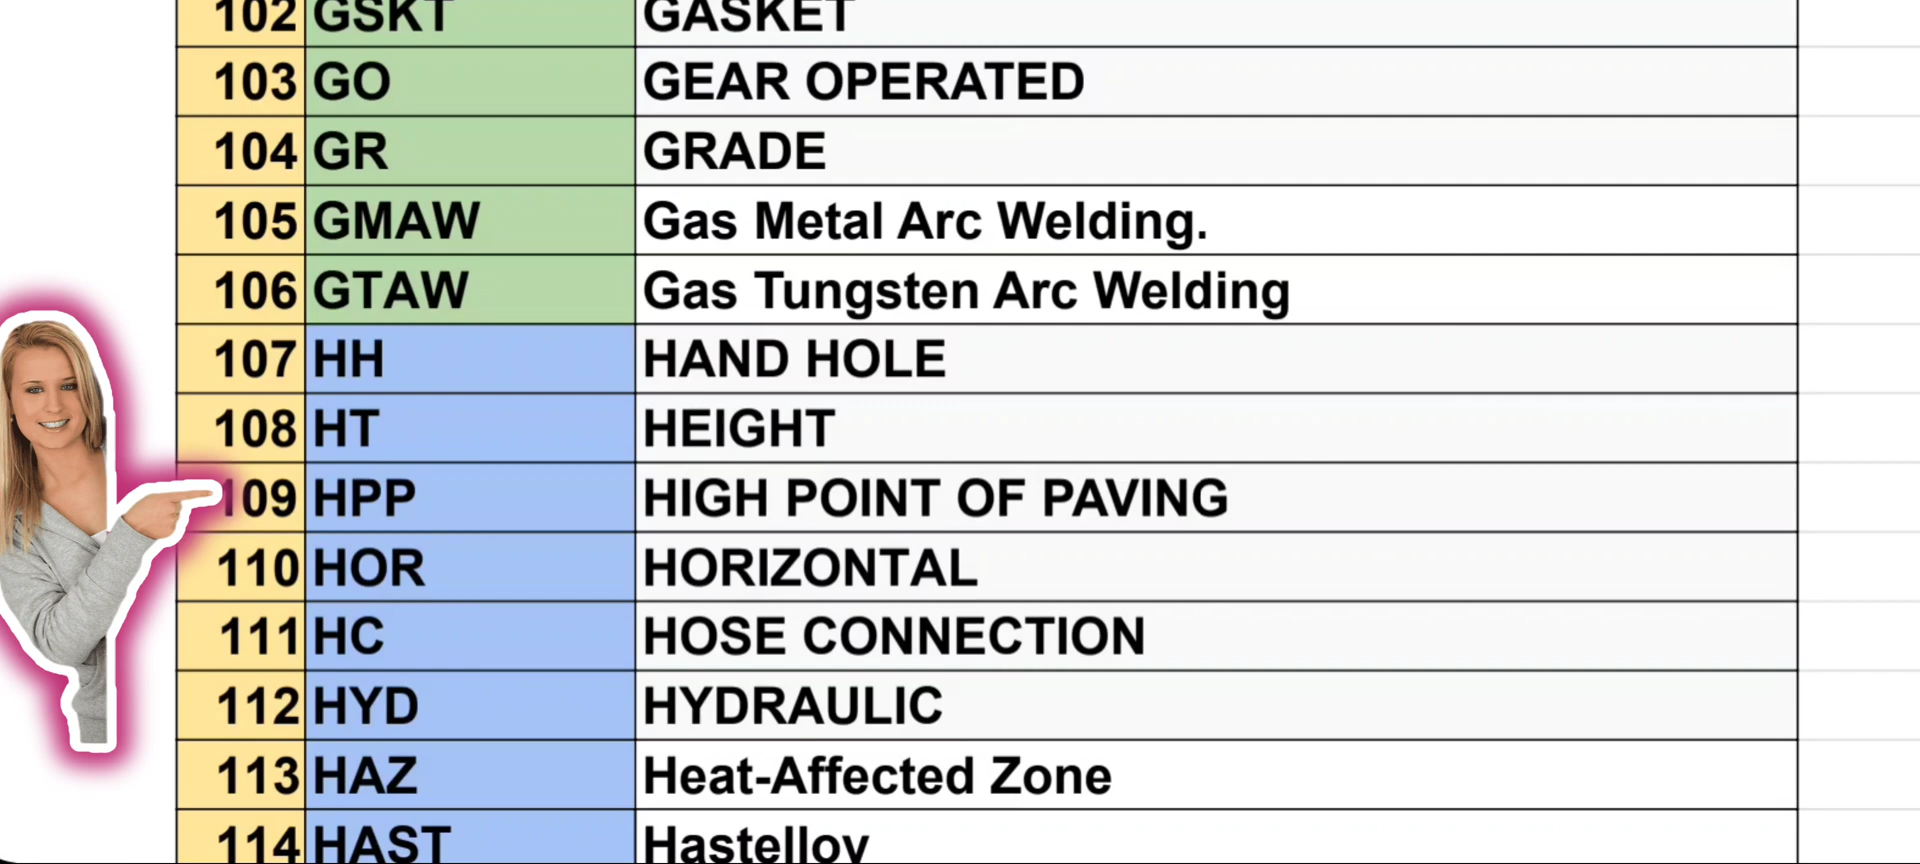 102 GSKT GASKET
103 GO GEAR OPERATED
104 GR GRADE
105 GMAW Gas Metal Arc Welding.
106 GTAW Gas Tungsten Arc Welding
107 HH HAND HOLE
108 HT HEIGHT
109 HPP HIGH POINT OF PAVING
110 HOR HORIZONTAL
111 HC HOSE CONNECTION
112 HYD HYDRAULIC
113 HAZ Heat-Affected Zone
114 HAST Hastelloy